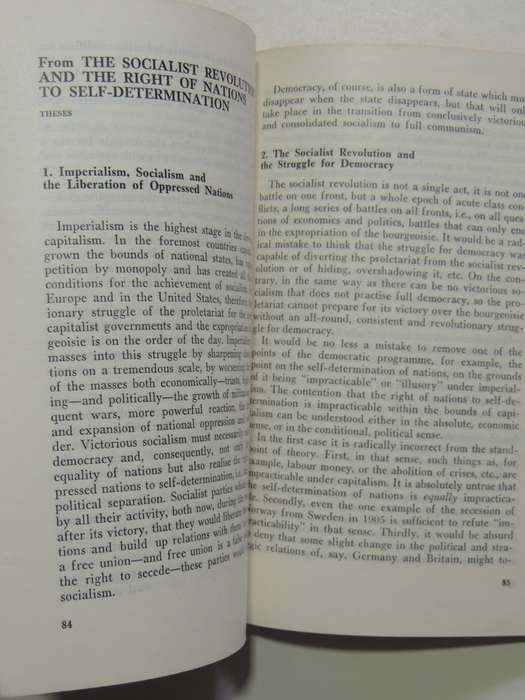 From THE SOCIALIST REVOLUTION
AND THE RIGHT OF NATIONS
TO SELF-DETERMINATION
THESES
1. Imperialism, Socialism and
the Liberation of Oppressed Nations
Imperialism is the highest stage in the
capitalism. In the foremost countries
grown the bounds of national states, has
petition by monopoly and has created
conditions for the achievement of socialism
Europe and in the United States, therefore
ionary struggle of the proletariat for the
capitalist governments and the expropriation
geoisie is on the order of the day.
masses into this struggle by sharpening
tions on a tremendous scale, by worsening
of the masses both economically—trusts,
ing—and politically—the growth of
quent wars, more powerful reaction, the
and expansion of national oppression and
der. Victorious socialism must necessarily
democracy and, consequently, not only
equality of nations but also realise the
pressed nations to self-determination, i.e.
political separation. Socialist parties
by all their activity, both now, during the
after its victory, that they would liberate
tions and build up relations with them
a free union—and free union is a false
the right to secede—these parties would
socialism.
84
Democracy, of course, is also a form of state which must
disappear when the state disappears, but that will only
take place in the transition from conclusively victorious
and consolidated socialism to full communism.
2. The Socialist Revolution and
the Struggle for Democracy
The socialist revolution is not a single act, it is not one
battle on one front, but a whole epoch of acute class con-
flicts, a long series of battles on all fronts, i.e., on all ques-
tions of economics and politics, battles that can only end
in the expropriation of the bourgeoisie. It would be a rad-
ical mistake to think that the struggle for democracy was
capable of diverting the proletariat from the socialist rev-
olution or of hiding, overshadowing it, etc. On the con-
trary, in the same way as there can be no victorious so-
cialism that does not practise full democracy, so the pro-
letariat cannot prepare for its victory over the bourgeoisie
without an all-round, consistent and revolutionary strug-
gle for democracy.
It would be no less a mistake to remove one of the
points of the democratic programme, for example, the
point on the self-determination of nations, on the grounds
of it being "impracticable" or "illusory" under imperial-
ism. The contention that the right of nations to self-de-
termination is impracticable within the bounds of capi-
alism can be understood either in the absolute, economic
sense, or in the conditional, political sense.
In the first case it is radically incorrect from the stand-
point of theory. First, in that sense, such things as, for
example, labour money, or the abolition of crises, etc., are
impracticable under capitalism. It is absolutely untrue that
the self-determination of nations is equally impractica-
le. Secondly, even the one example of the secession of
orway from Sweden in 1905 is sufficient to refute "im-
racticability" in that sense. Thirdly, it would be absurd
deny that some slight change in the political and stra-
gic relations of, say, Germany and Britain, might to-
85